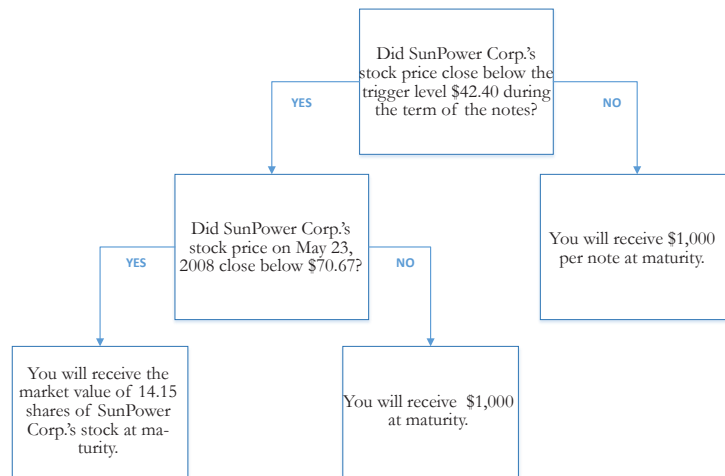 Did SunPower Corp.'s
stock price close below the
trigger level $42.40 during
the term of the notes?
YES
NO
Did SunPower Corp.'s
stock price on May 23,
2008 close below $70.67?
You will receive $1,000
per note at maturity.
YES
NO
You will receive the
market value of 14.15
shares of SunPower
Corp.'s stock at ma-
turity.
You will receive $1,000
at maturity.